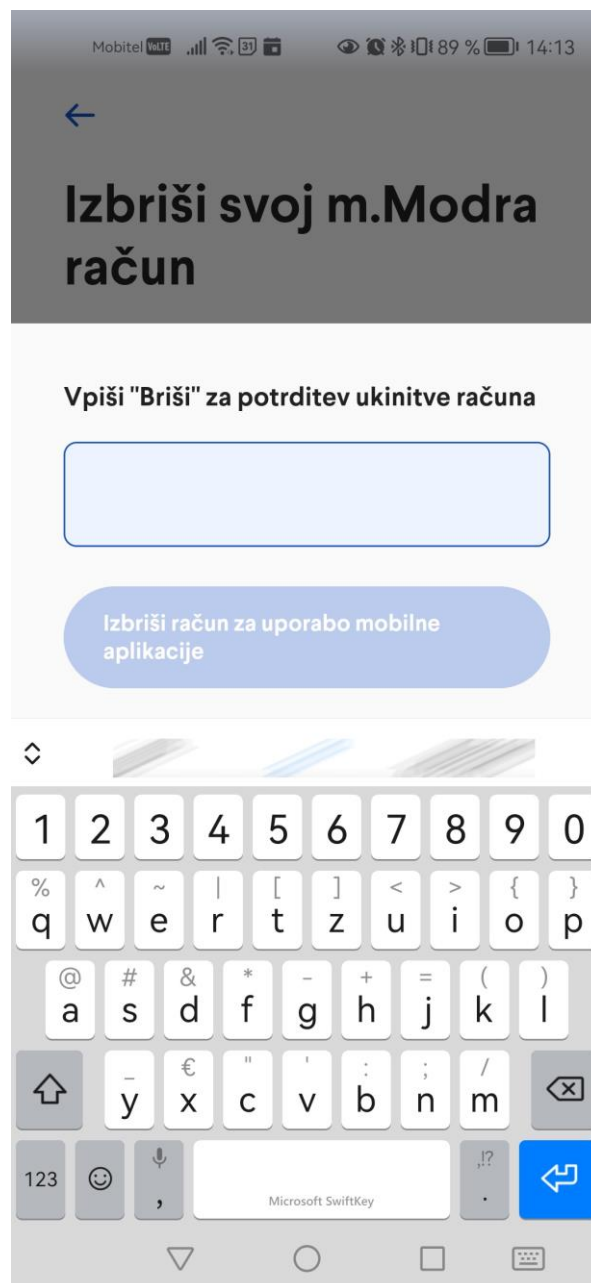 Mobitel VoLTE 31 89 % 14:13
Izbriši svoj m.Modra
račun
Vpiši "Briši" za potrditev ukinitve računa
Izbriši račun za uporabo mobilne
aplikacije
1 2 3 4 5 6 7 8 9 0
% ^ ~ | [ ] < > { }
q w e r t z u i o p
@ # & * - + = ( )
a s d f g h j k l
_ € " ' : ; /
y x c v b n m
,!?
123 , Microsoft SwiftKey .